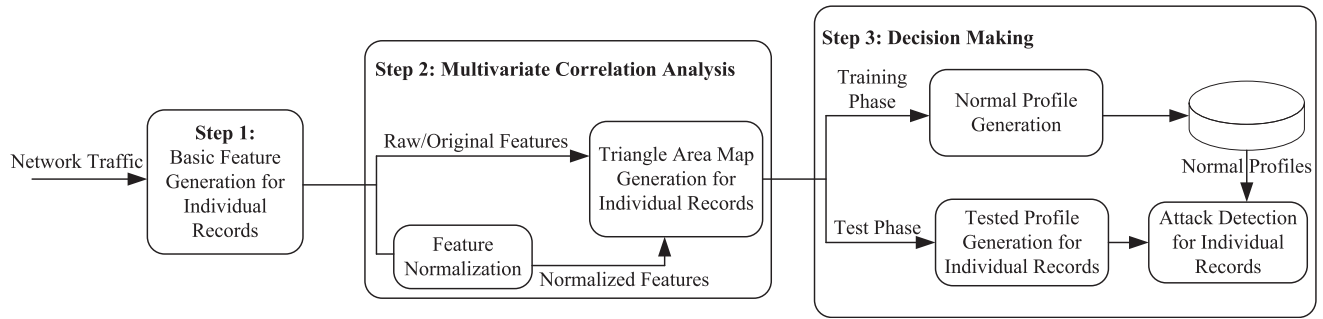 Network Traffic
Step 1:
Basic Feature
Generation for
Individual
Records
Step 2: Multivariate Correlation Analysis
Raw/Original Features
Triangle Area Map
Generation for
Individual Records
Feature
Normalization
Normalized Features
Step 3: Decision Making
Training
Phase
Normal Profile
Generation
Normal Profiles
Test Phase
Tested Profile
Generation for
Individual Records
Attack Detection
for Individual
Records